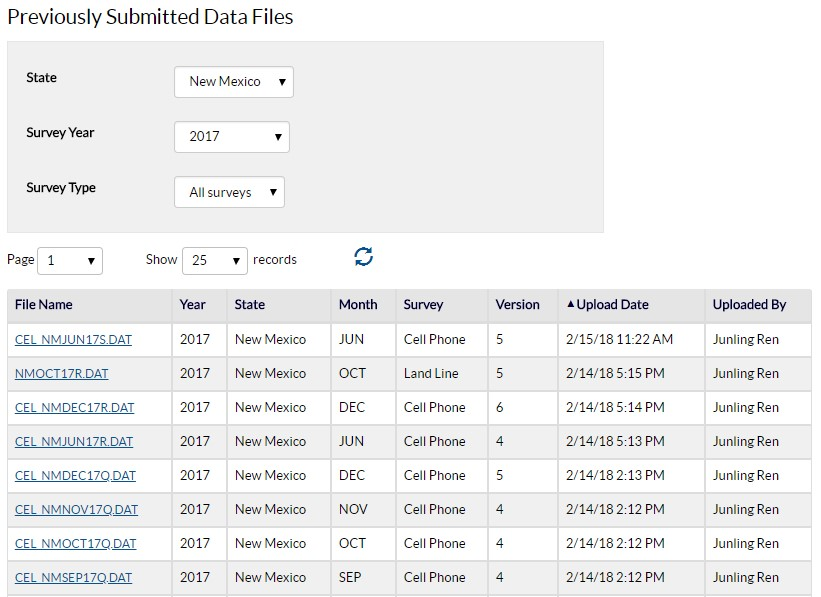 Previously Submitted Data Files
State New Mexico
Survey Year 2017
Survey Type All surveys
Page 1 Show 25 records
File Name Year State Month Survey Version Upload Date Uploaded By
CEL_NMJUN17S.DAT 2017 New Mexico JUN Cell Phone 5 2/15/18 11:22 AM Junling Ren
NMOCT17R.DAT 2017 New Mexico OCT Land Line 5 2/14/18 5:15 PM Junling Ren
CEL_NMDEC17R.DAT 2017 New Mexico DEC Cell Phone 6 2/14/18 5:14 PM Junling Ren
CEL_NMJUN17R.DAT 2017 New Mexico JUN Cell Phone 4 2/14/18 5:13 PM Junling Ren
CEL_NMDEC17Q.DAT 2017 New Mexico DEC Cell Phone 5 2/14/18 2:13 PM Junling Ren
CEL_NMNOV17Q.DAT 2017 New Mexico NOV Cell Phone 4 2/14/18 2:12 PM Junling Ren
CEL_NMOCT17Q.DAT 2017 New Mexico OCT Cell Phone 4 2/14/18 2:12 PM Junling Ren
CEL_NMSEP17Q.DAT 2017 New Mexico SEP Cell Phone 4 2/14/18 2:12 PM Junling Ren